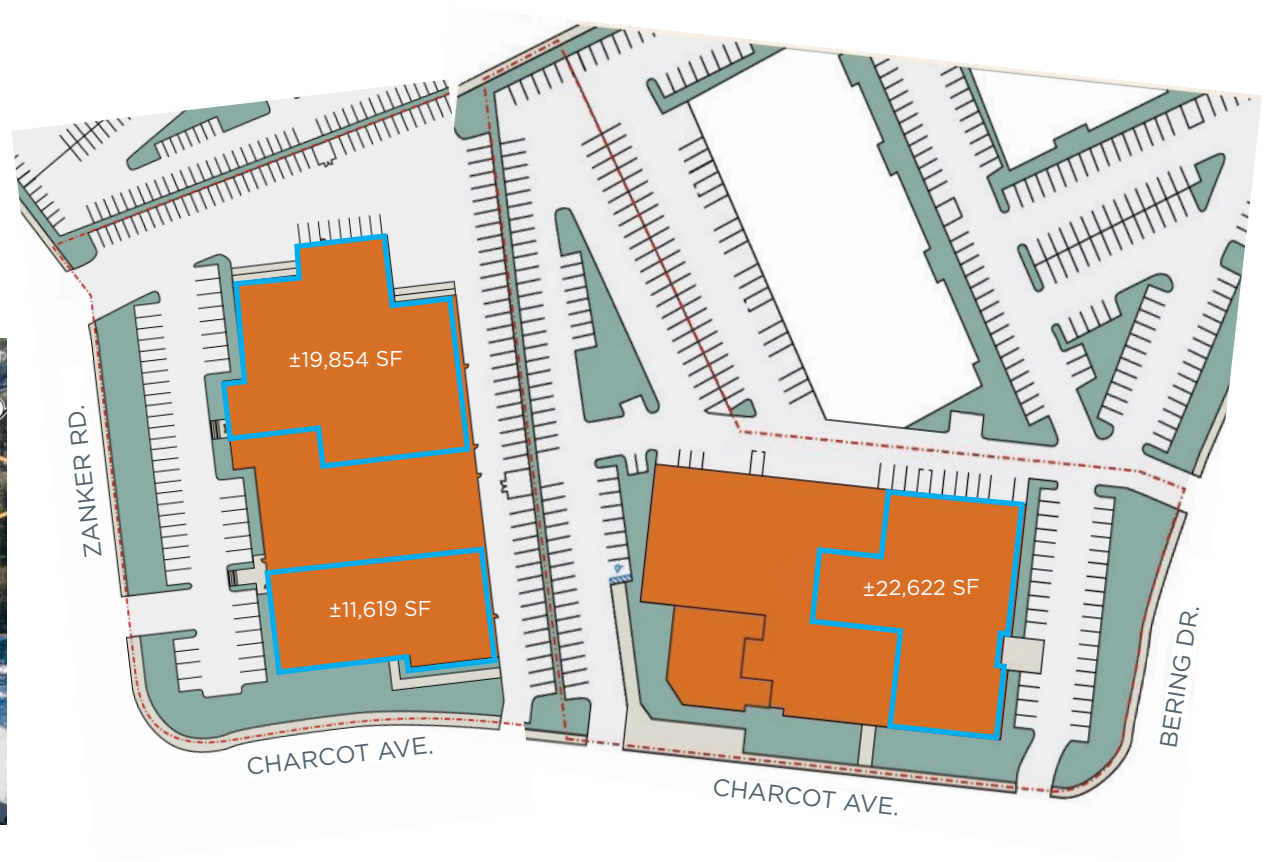 ±19,854 SF
ZANKER RD.
±22,622 SF
±11,619 SF
BERING DR.
CHARCOT AVE.
CHARCOT AVE.